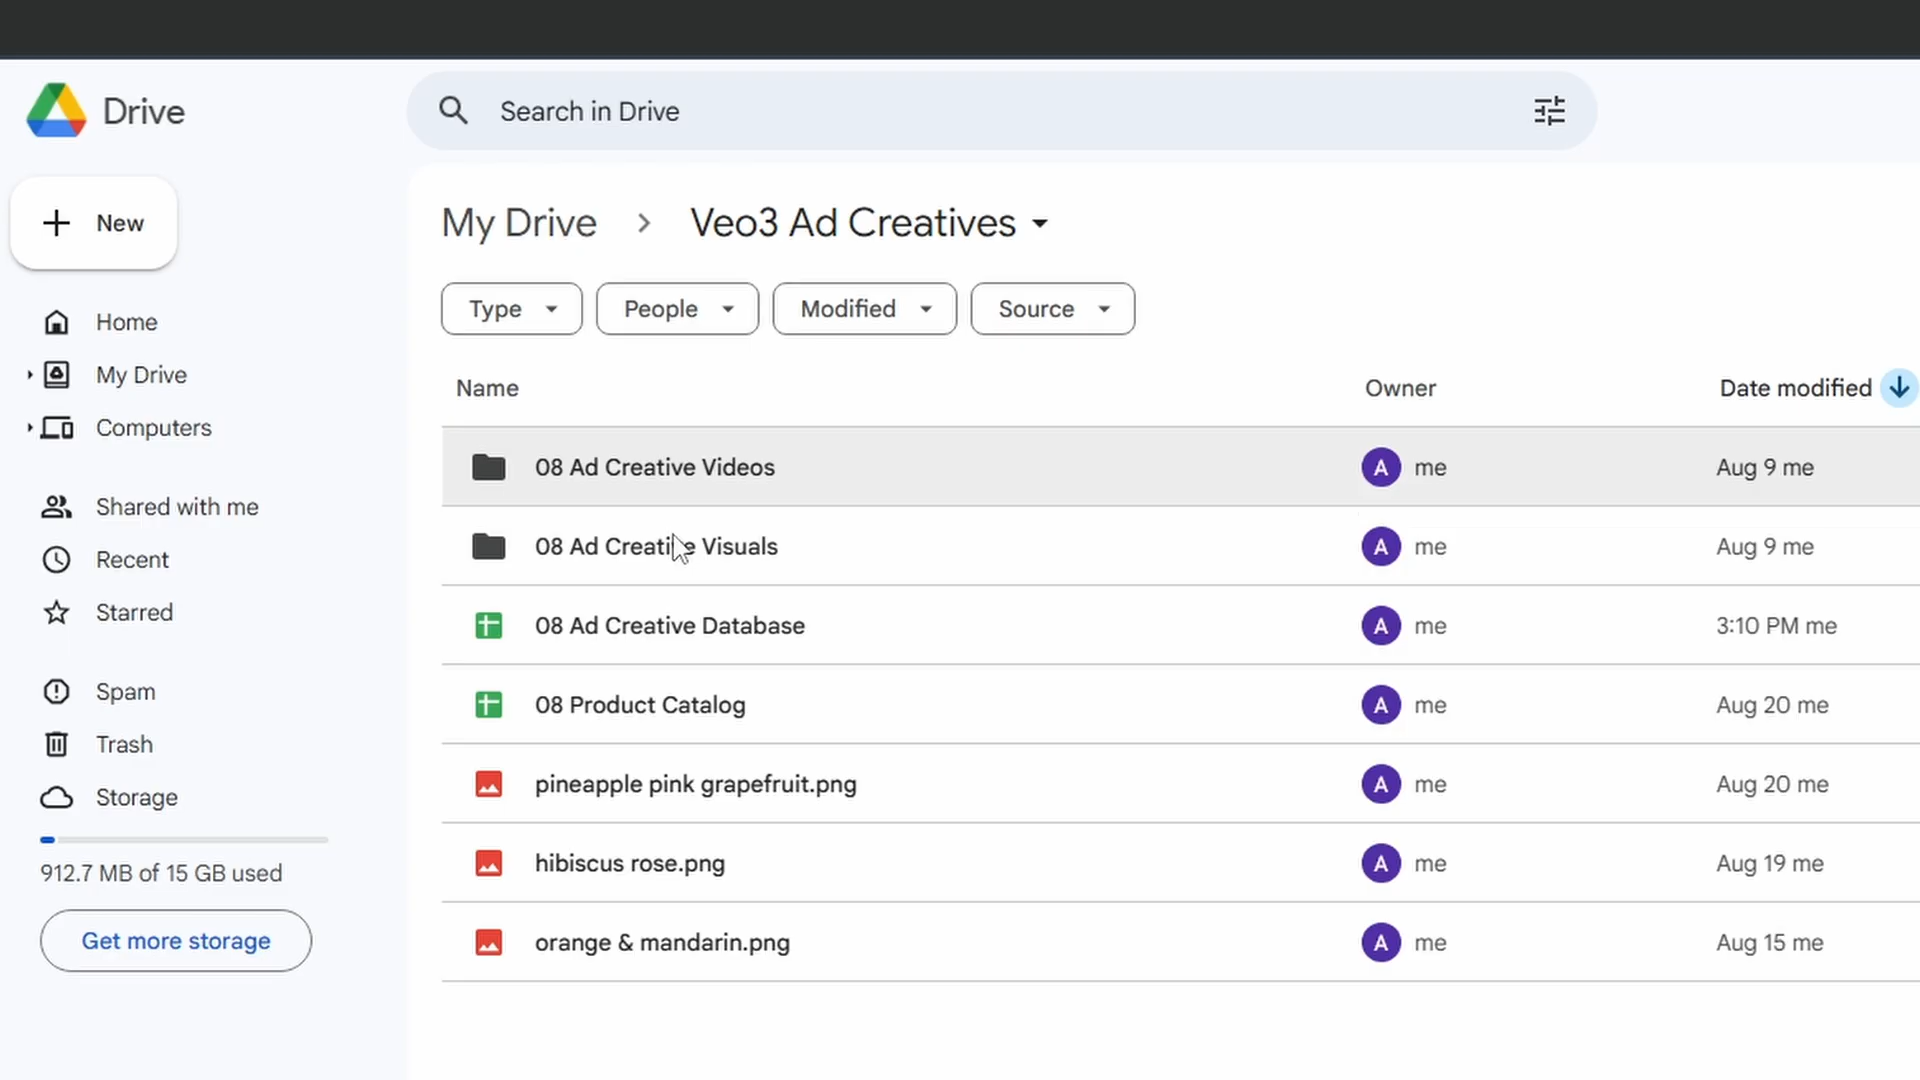 Drive
Search in Drive
New
My Drive > Veo3 Ad Creatives
Type People Modified Source
Home
My Drive
Computers
Shared with me
Recent
Starred
Spam
Trash
Storage
912.7 MB of 15 GB used
Get more storage
Name Owner Date modified
08 Ad Creative Videos A me Aug 9 me
08 Ad Creative Visuals A me Aug 9 me
08 Ad Creative Database A me 3:10 PM me
08 Product Catalog A me Aug 20 me
pineapple pink grapefruit.png A me Aug 20 me
hibiscus rose.png A me Aug 19 me
orange & mandarin.png A me Aug 15 me